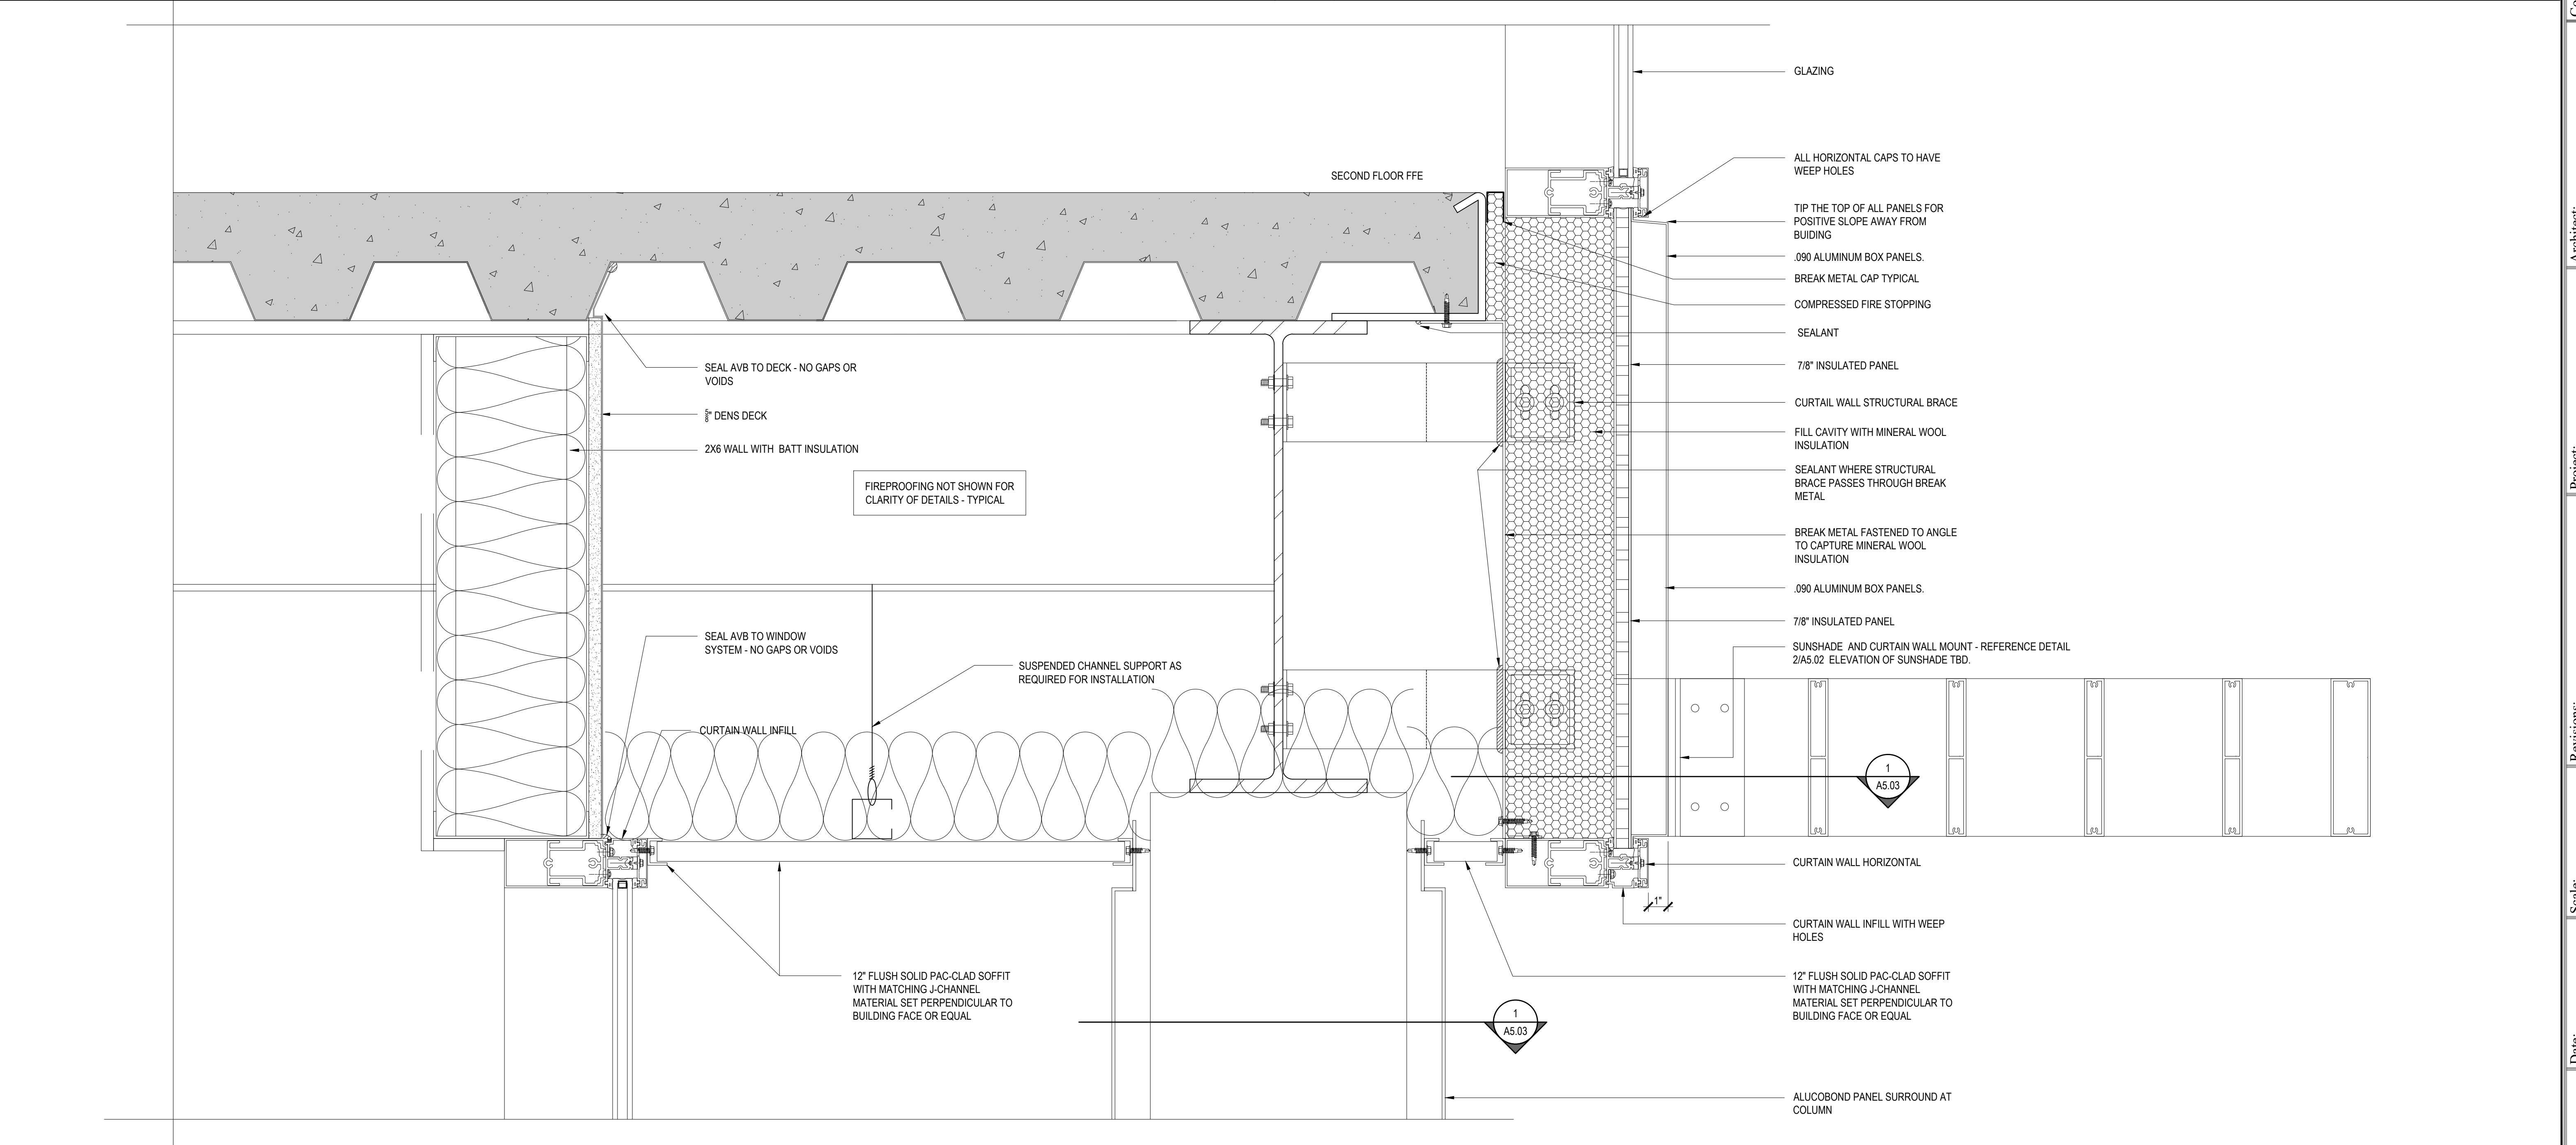 SECOND FLOOR FFE
SEAL AVB TO DECK - NO GAPS OR
VOIDS
5/8" DENS DECK
2X6 WALL WITH  BATT INSULATION
FIREPROOFING NOT SHOWN FOR
CLARITY OF DETAILS - TYPICAL
SEAL AVB TO WINDOW
SYSTEM - NO GAPS OR VOIDS
SUSPENDED CHANNEL SUPPORT AS
REQUIRED FOR INSTALLATION
CURTAIN WALL INFILL
12" FLUSH SOLID PAC-CLAD SOFFIT
WITH MATCHING J-CHANNEL
MATERIAL SET PERPENDICULAR TO
BUILDING FACE OR EQUAL
1
A5.03
GLAZING
ALL HORIZONTAL CAPS TO HAVE
WEEP HOLES
TIP THE TOP OF ALL PANELS FOR
POSITIVE SLOPE AWAY FROM
BUIDING
.090 ALUMINUM BOX PANELS.
BREAK METAL CAP TYPICAL
COMPRESSED FIRE STOPPING
SEALANT
7/8" INSULATED PANEL
CURTAIL WALL STRUCTURAL BRACE
FILL CAVITY WITH MINERAL WOOL
INSULATION
SEALANT WHERE STRUCTURAL
BRACE PASSES THROUGH BREAK
METAL
BREAK METAL FASTENED TO ANGLE
TO CAPTURE MINERAL WOOL
INSULATION
.090 ALUMINUM BOX PANELS.
7/8" INSULATED PANEL
SUNSHADE  AND CURTAIN WALL MOUNT - REFERENCE DETAIL
2/A5.02  ELEVATION OF SUNSHADE TBD.
1
A5.03
CURTAIN WALL HORIZONTAL
1"
CURTAIN WALL INFILL WITH WEEP
HOLES
12" FLUSH SOLID PAC-CLAD SOFFIT
WITH MATCHING J-CHANNEL
MATERIAL SET PERPENDICULAR TO
BUILDING FACE OR EQUAL
ALUCOBOND PANEL SURROUND AT
COLUMN
Architect:
Project:
Revisions:
Scale:
Date: